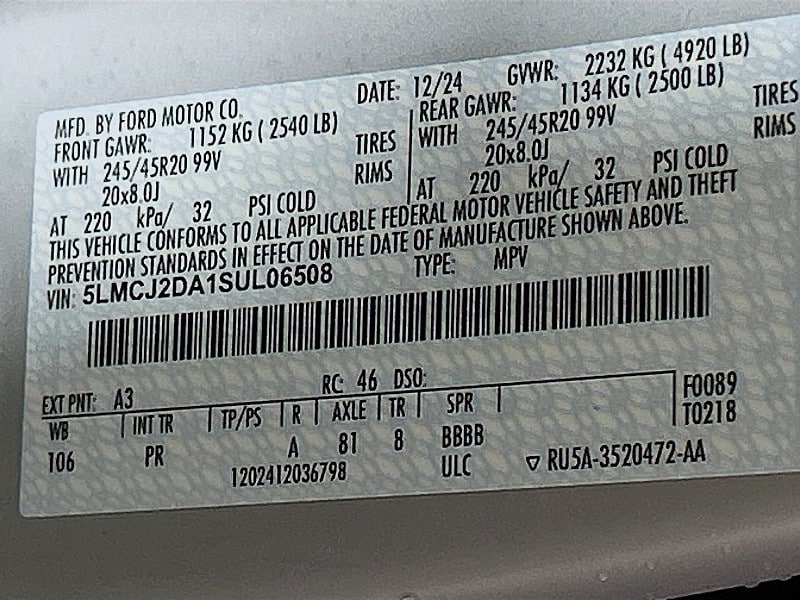 MFD. BY FORD MOTOR CO.
DATE: 12/24 GVWR: 2232 KG ( 4920 LB)
FRONT GAWR: 1152 KG ( 2540 LB)
WITH 245/45R20 99V TIRES
20x8.0J RIMS
AT 220 kPa/ 32 PSI COLD
REAR GAWR: 1134 KG ( 2500 LB)
WITH 245/45R20 99V TIRES
20x8.0J RIMS
AT 220 kPa/ 32 PSI COLD
THIS VEHICLE CONFORMS TO ALL APPLICABLE FEDERAL MOTOR VEHICLE SAFETY AND THEFT
PREVENTION STANDARDS IN EFFECT ON THE DATE OF MANUFACTURE SHOWN ABOVE.
VIN: 5LMCJ2DA1SUL06508 TYPE: MPV
EXT PNT: A3 RC: 46 DSO:
WB INT TR TP/PS R AXLE TR SPR
106 PR A 81 8 BBBB
F0089
T0218
1202412036798 ULC ▽ RU5A-3520472-AA